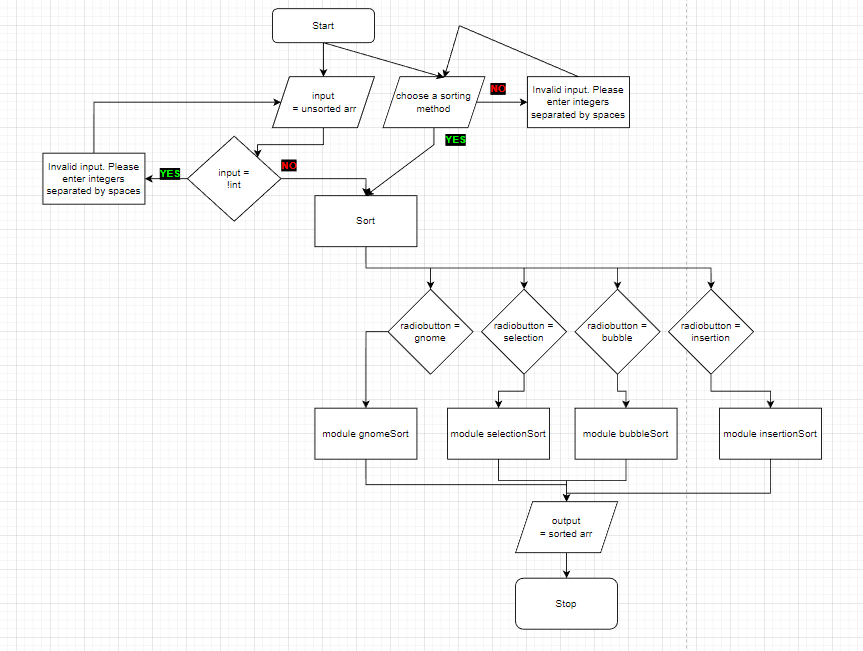 Start
input
= unsorted arr
choose a sorting
method
NO
Invalid input. Please
enter integers
separated by spaces
YES
Invalid input. Please
enter integers
separated by spaces
YES
input =
!int
NO
Sort
radiobutton =
gnome
radiobutton =
selection
radiobutton =
bubble
radiobutton =
insertion
module gnomeSort
module selectionSort
module bubbleSort
module insertionSort
output
= sorted arr
Stop